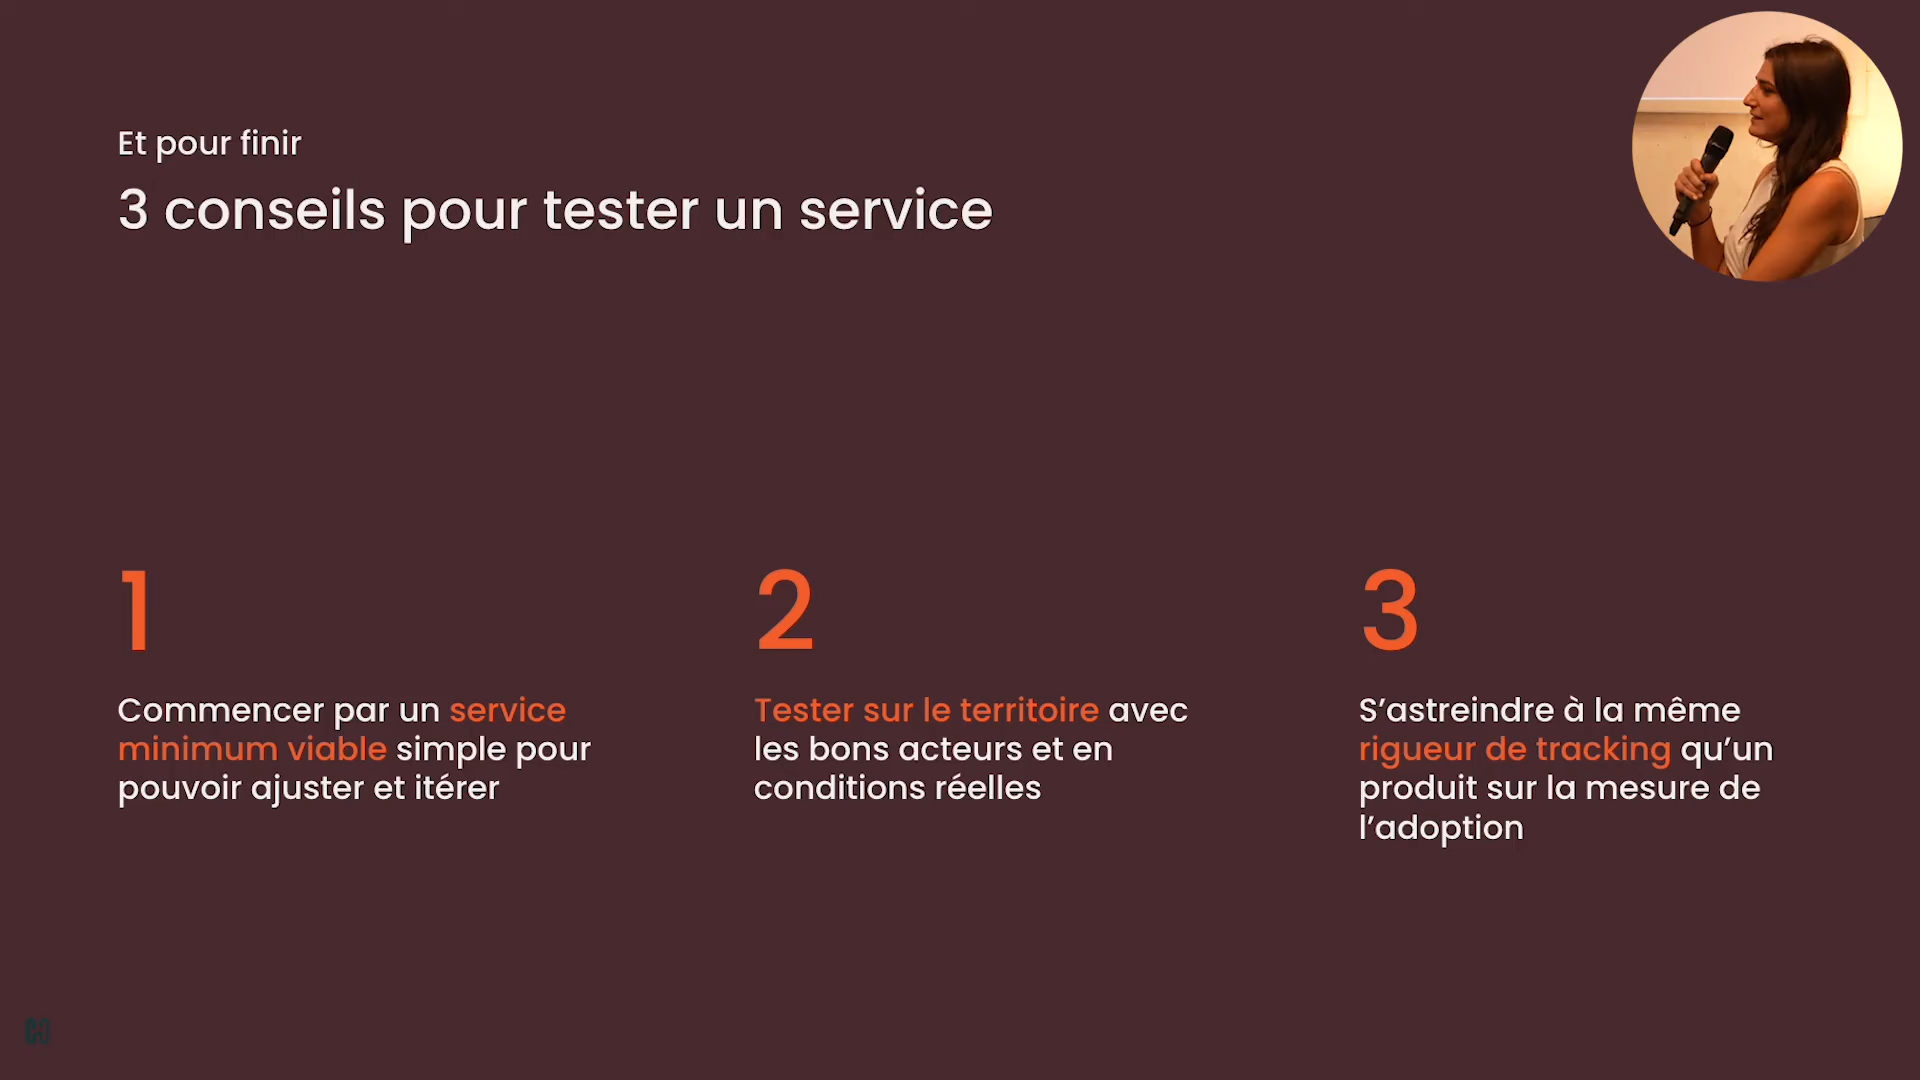 Et pour finir
3 conseils pour tester un service
1
Commencer par un service
minimum viable simple pour
pouvoir ajuster et itérer
2
Tester sur le territoire avec
les bons acteurs et en
conditions réelles
3
S’astreindre à la même
rigueur de tracking qu’un
produit sur la mesure de
l’adoption